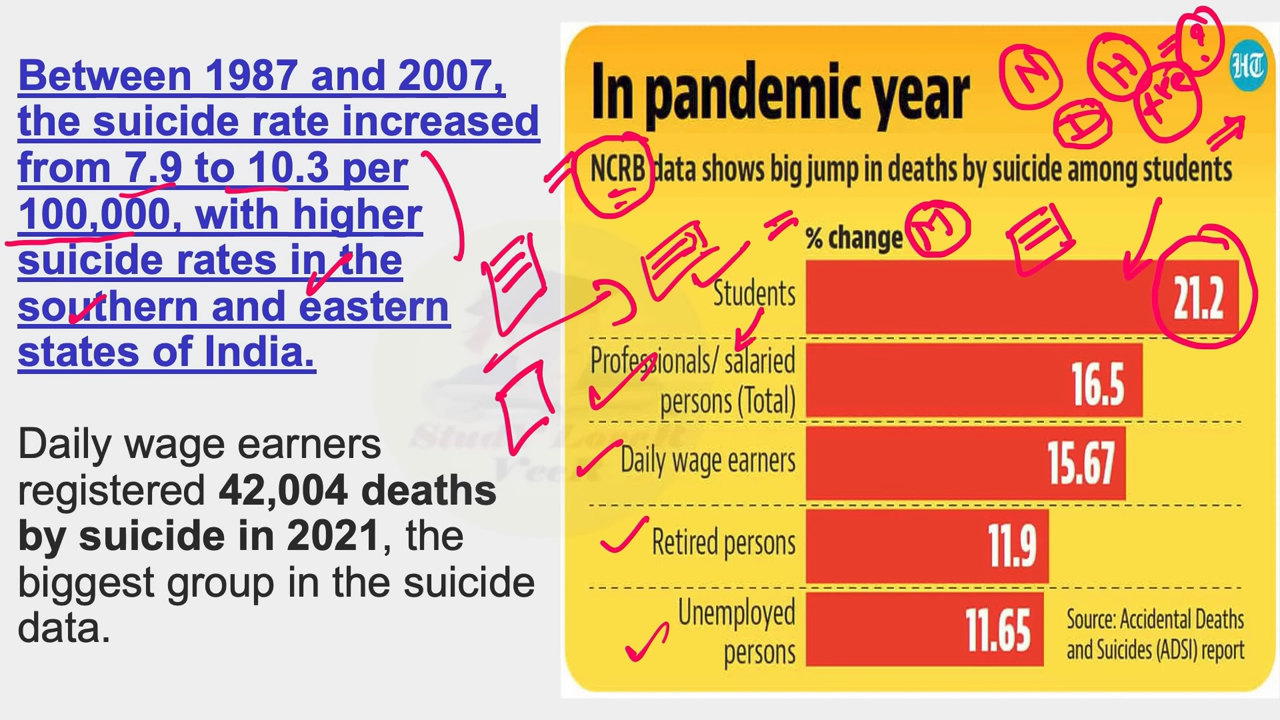 Between 1987 and 2007,
the suicide rate increased
from 7.9 to 10.3 per
100,000, with higher
suicide rates in the
southern and eastern
states of India.
Daily wage earners
registered 42,004 deaths
by suicide in 2021, the
biggest group in the suicide
data.
In pandemic year
HT
NCRB data shows big jump in deaths by suicide among students
% change
Students 21.2
Professionals/ salaried
persons (Total) 16.5
Daily wage earners 15.67
Retired persons 11.9
Unemployed
persons 11.65
Source: Accidental Deaths
and Suicides (ADSI) report
N
H
?
D
M